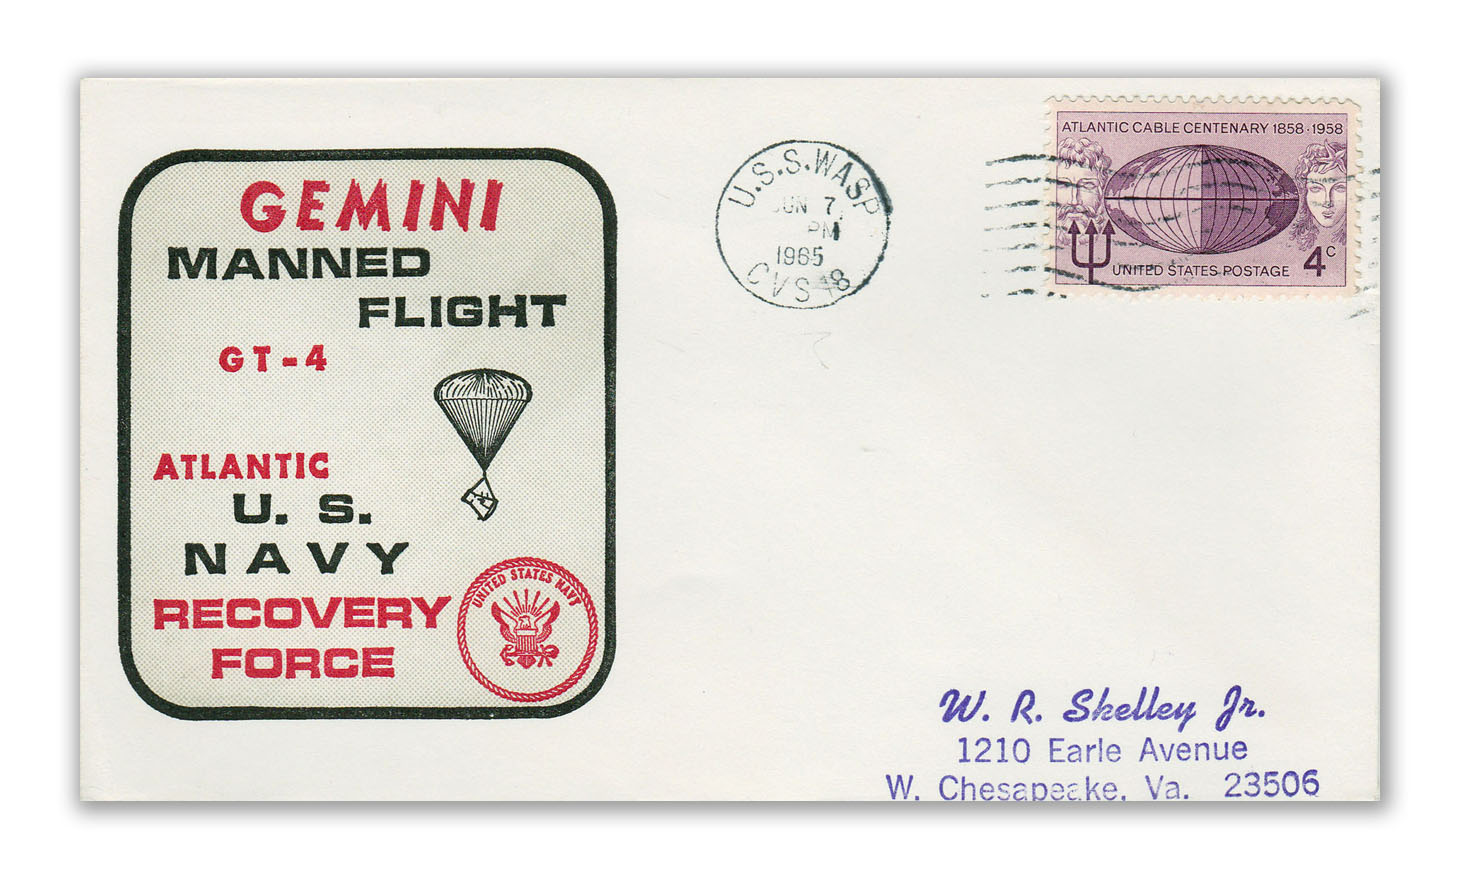 GEMINI
MANNED
FLIGHT
GT-4
ATLANTIC
U. S.
NAVY
RECOVERY
FORCE
UNITED STATES NAVY
U.S.S. WASP
JUN 7
PM
1965
CVS 18
ATLANTIC CABLE CENTENARY 1858-1958
UNITED STATES POSTAGE 4c
W. R. Skelley Jr.
1210 Earle Avenue
W. Chesapeake, Va. 23506